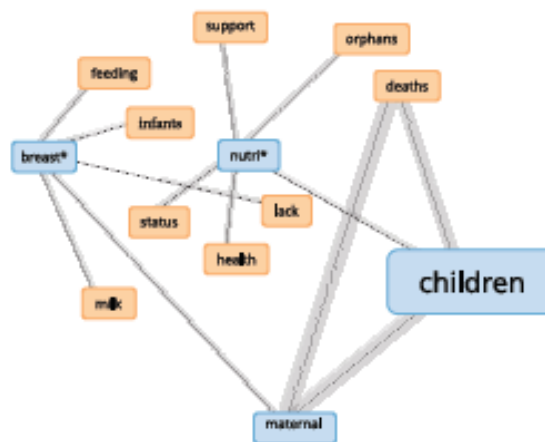 support
orphans
feeding
deaths
infants
breast*
nutri*
lack
status
health
children
milk
maternal